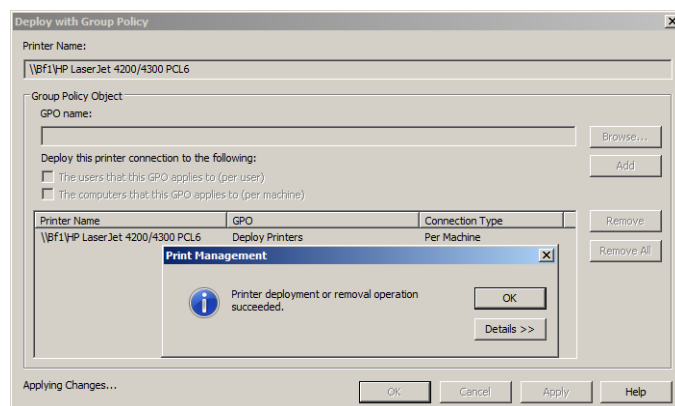 Deploy with Group Policy
Printer Name:
\\Bf1\HP LaserJet 4200/4300 PCL6
Group Policy Object
GPO name:
Browse...
Deploy this printer connection to the following:
Add
The users that this GPO applies to (per user)
The computers that this GPO applies to (per machine)
Printer Name GPO Connection Type
Remove
\\Bf1\HP LaserJet 4200/4300 PCL6 Deploy Printers Per Machine
Remove All
Print Management
Printer deployment or removal operation
succeeded.
OK
Details >>
Applying Changes...
OK Cancel Apply Help